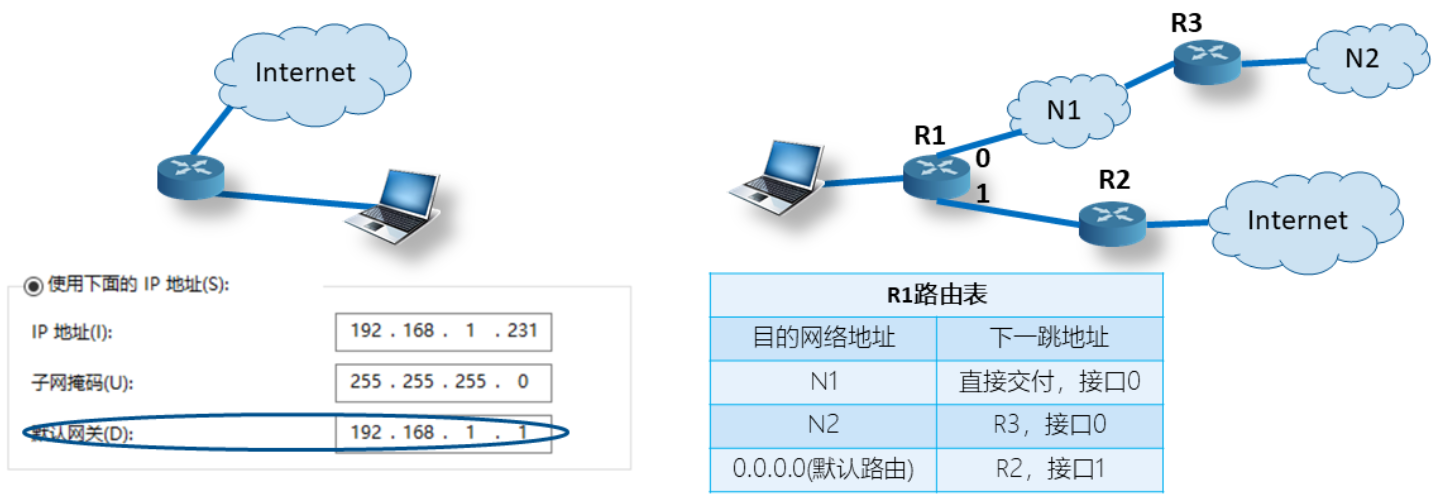 Internet
使用下面的 IP 地址(S):
IP 地址(I):
192 . 168 . 1 . 231
子网掩码(U):
255 . 255 . 255 . 0
默认网关(D):
192 . 168 . 1 . 1
R3
N2
N1
R1
0
1
R2
Internet
R1路由表
目的网络地址 下一跳地址
N1 直接交付，接口0
N2 R3，接口0
0.0.0.0(默认路由) R2，接口1